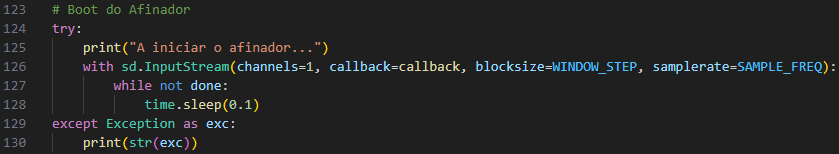 123 # Boot do Afinador
124 try:
125     print("A iniciar o afinador...")
126     with sd.InputStream(channels=1, callback=callback, blocksize=WINDOW_STEP, samplerate=SAMPLE_FREQ):
127         while not done:
128             time.sleep(0.1)
129 except Exception as exc:
130     print(str(exc))